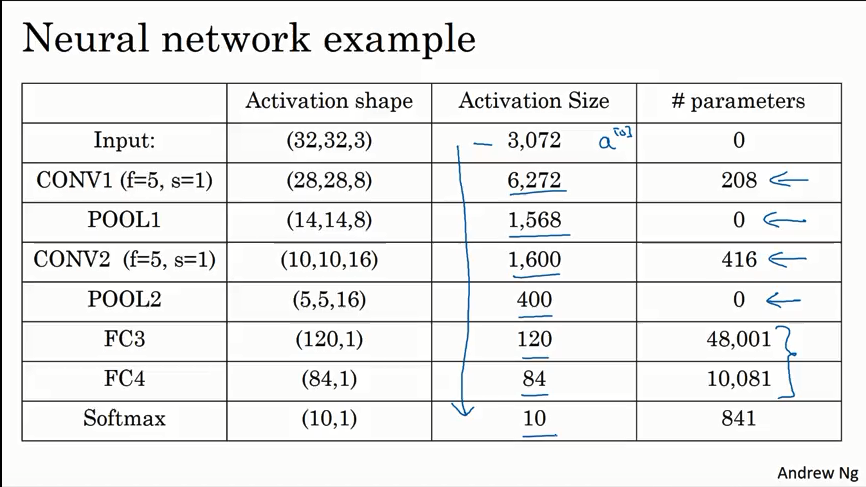 Neural network example
Activation shape Activation Size # parameters
Input: (32,32,3) — 3,072 a[0] 0
CONV1 (f=5, s=1) (28,28,8) 6,272 208 ←
POOL1 (14,14,8) 1,568 0 ←
CONV2 (f=5, s=1) (10,10,16) 1,600 416 ←
POOL2 (5,5,16) 400 0 ←
FC3 (120,1) 120 48,001 }
FC4 (84,1) 84 10,081
Softmax (10,1) 10 841
Andrew Ng